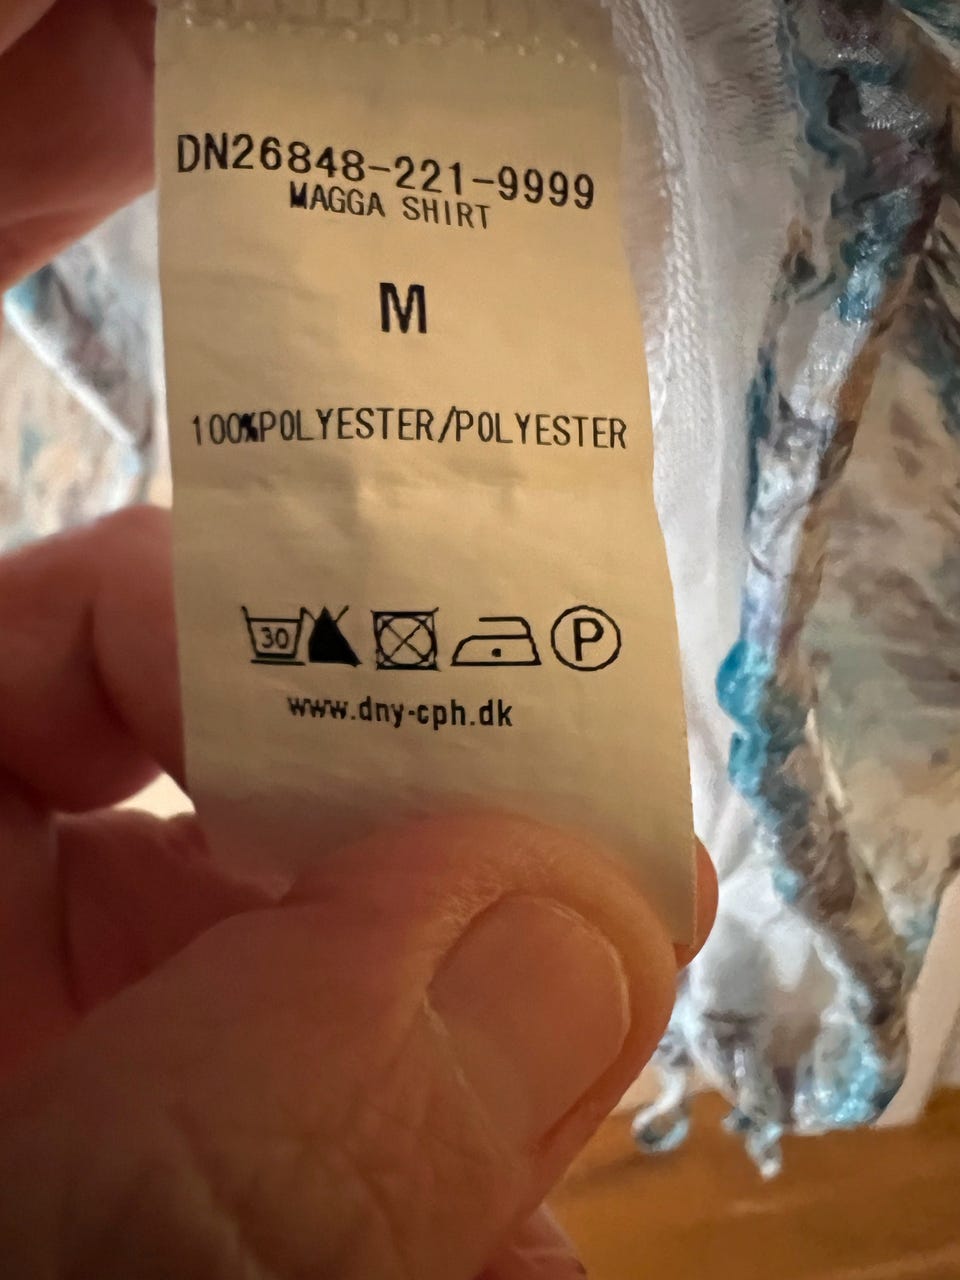 DN26848-221-9999
MAGGA SHIRT
M
100%POLYESTER/POLYESTER
30 P
www.dny-cph.dk